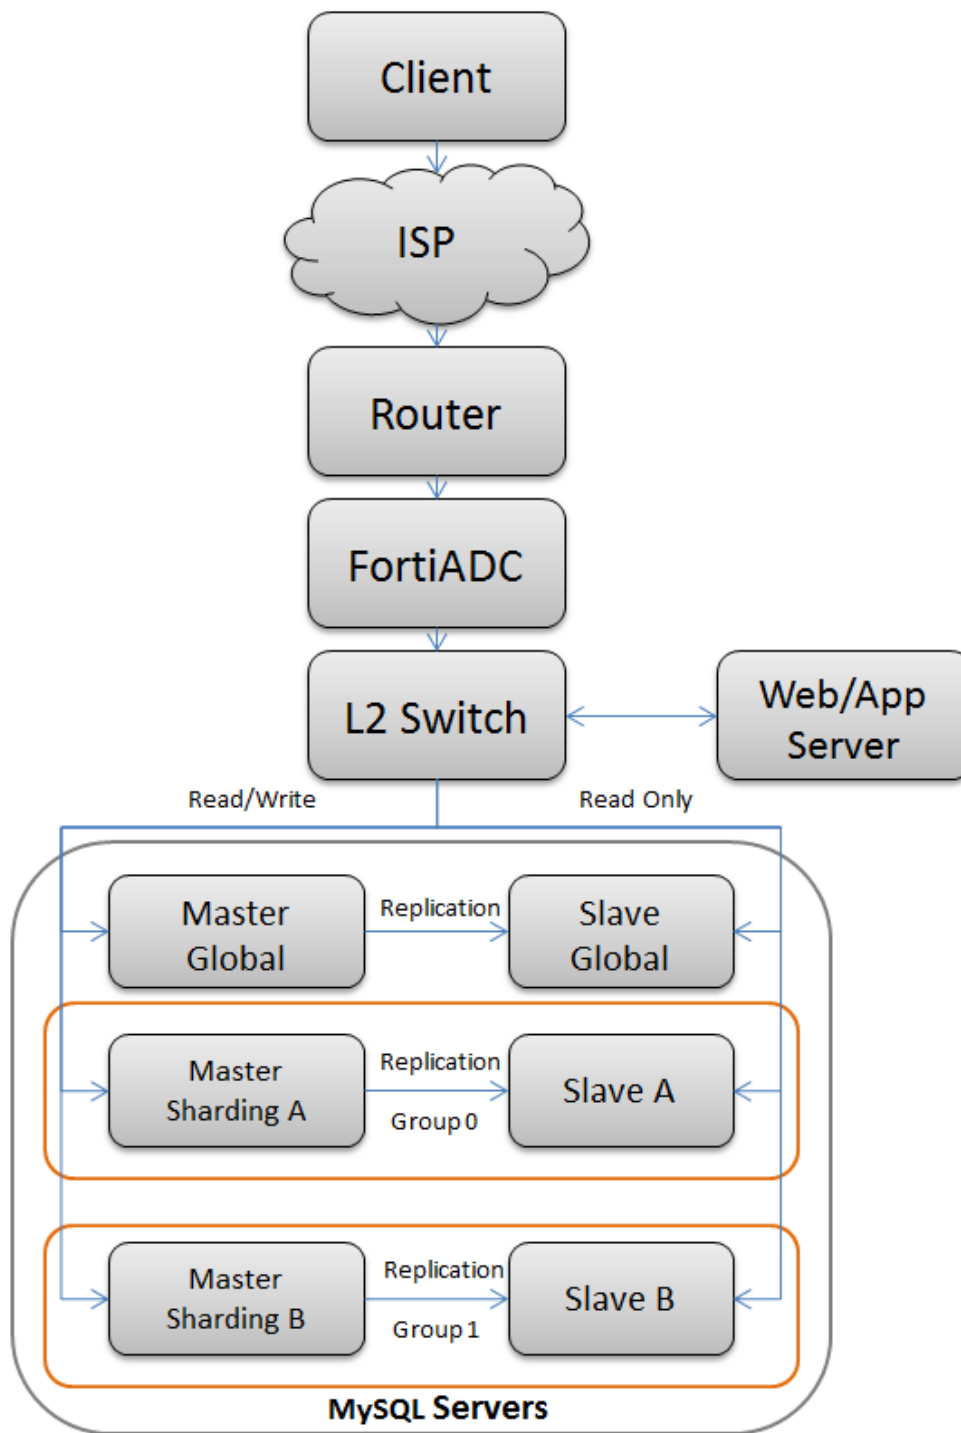 Client
ISP
Router
FortiADC
L2 Switch
Web/App
Server
Read/Write
Read Only
Master
Global
Replication
Slave
Global
Master
Sharding A
Replication
Group 0
Slave A
Master
Sharding B
Replication
Group 1
Slave B
MySQL Servers